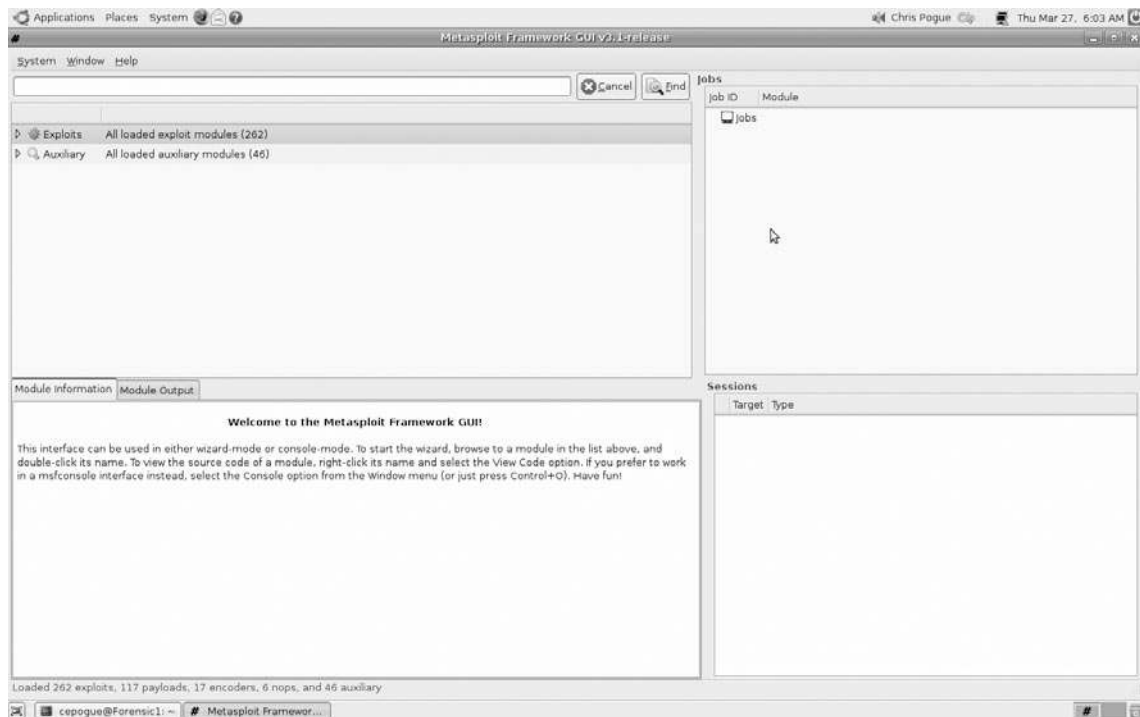 Applications Places System
Chris Pogue
Thu Mar 27, 6:03 AM
Metasploit Framework GUI v3.1-release
System Window Help
Cancel
Find
Jobs
Job ID Module
Jobs
Exploits All loaded exploit modules (262)
Auxiliary All loaded auxiliary modules (46)
Module Information
Module Output
Welcome to the Metasploit Framework GUI!
This interface can be used in either wizard-mode or console-mode. To start the wizard, browse to a module in the list above, and
double-click its name. To view the source code of a module, right-click its name and select the View Code option. If you prefer to work
in a msfconsole interface instead, select the Console option from the Window menu (or just press Control+O). Have fun!
Sessions
Target Type
Loaded 262 exploits, 117 payloads, 17 encoders, 6 nops, and 46 auxiliary
cepogue@Forensic1: ~
Metasploit Framewor...